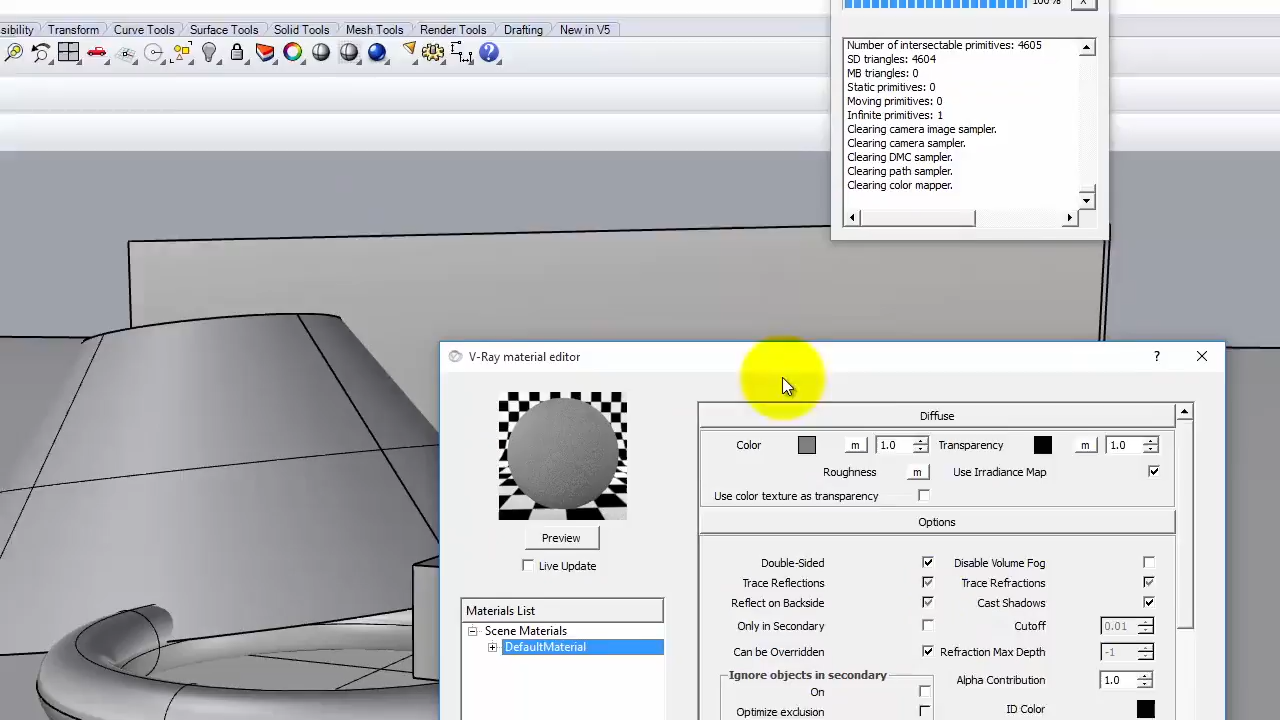 100 %
sibility Transform Curve Tools Surface Tools Solid Tools Mesh Tools Render Tools Drafting New in V5
Number of intersectable primitives: 4605
SD triangles: 4604
MB triangles: 0
Static primitives: 0
Moving primitives: 0
Infinite primitives: 1
Clearing camera image sampler.
Clearing camera sampler.
Clearing DMC sampler.
Clearing path sampler.
Clearing color mapper.
V-Ray material editor
Diffuse
Color m 1.0 Transparency m 1.0
Roughness m Use Irradiance Map
Use color texture as transparency
Options
Preview
Live Update
Double-Sided Disable Volume Fog
Trace Reflections Trace Refractions
Reflect on Backside Cast Shadows
Only in Secondary Cutoff 0.01
Can be Overridden Refraction Max Depth -1
Ignore objects in secondary
Alpha Contribution 1.0
On
ID Color
Optimize exclusion
Materials List
Scene Materials
DefaultMaterial